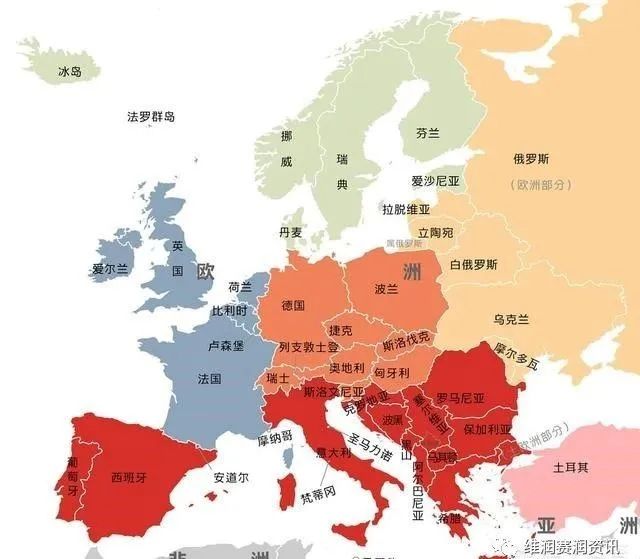 冰岛
法罗群岛
挪威
瑞典
芬兰
俄罗斯
(欧洲部分)
爱沙尼亚
拉脱维亚
立陶宛
丹麦
黑俄罗斯
白俄罗斯
爱尔兰
英国
欧
洲
荷兰
比利时
德国
波兰
乌克兰
卢森堡
捷克
斯洛伐克
摩尔多瓦
列支敦士登
奥地利
匈牙利
法国
瑞士
斯洛文尼亚
克罗地亚
塞尔维亚
罗马尼亚
波黑
保加利亚
(欧洲部分)
摩纳哥
圣马力诺
意大利
黑山
马其顿
阿尔巴尼亚
葡萄牙
西班牙
安道尔
梵蒂冈
希腊
土耳其
亚
洲
非
洲
维润赛润资讯